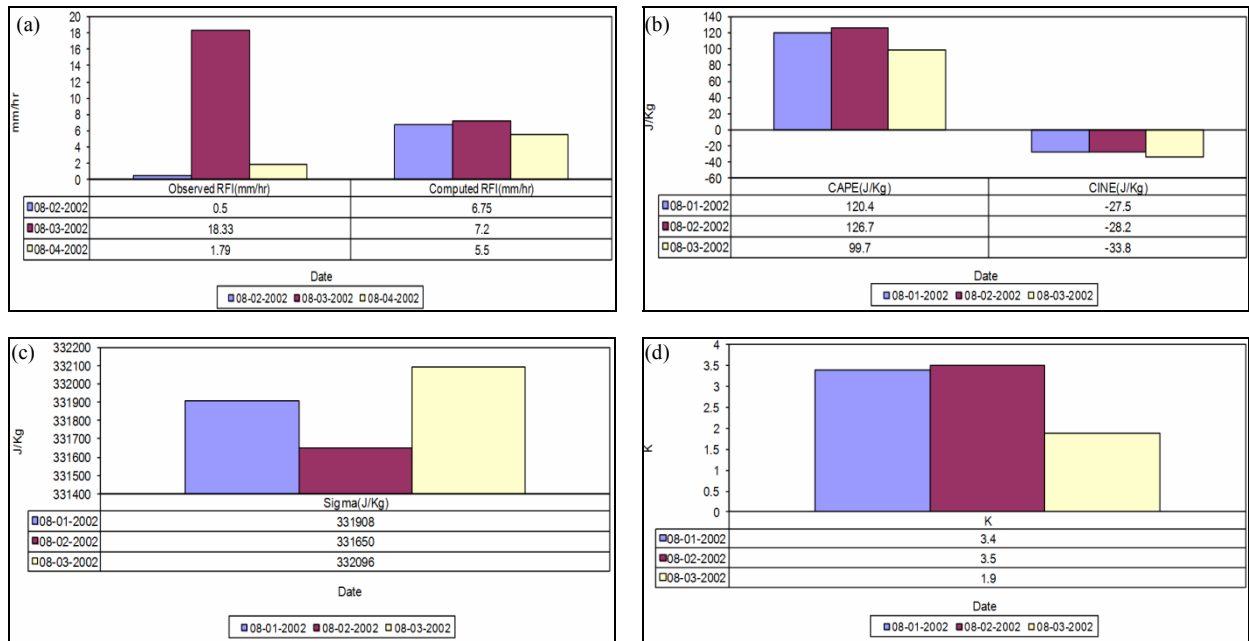 (a)
20
18
16
14
12
10
8
6
4
2
0
mm/hr
Observed RFI(mm/hr) Computed RFI(mm/hr)
08-02-2002 0.5 6.75
08-03-2002 18.33 7.2
08-04-2002 1.79 5.5
Date
08-02-2002 08-03-2002 08-04-2002
(b)
140
120
100
80
60
40
20
0
-20
-40
-60
J/Kg
CAPE(J/Kg) CINE(J/Kg)
08-01-2002 120.4 -27.5
08-02-2002 126.7 -28.2
08-03-2002 99.7 -33.8
Date
08-01-2002 08-02-2002 08-03-2002
(c)
332200
332100
332000
331900
331800
331700
331600
331500
331400
J/Kg
Sigma(J/Kg)
08-01-2002 331908
08-02-2002 331650
08-03-2002 332096
Date
08-01-2002 08-02-2002 08-03-2002
(d)
4
3.5
3
2.5
2
1.5
1
0.5
0
K
K
08-01-2002 3.4
08-02-2002 3.5
08-03-2002 1.9
Date
08-01-2002 08-02-2002 08-03-2002